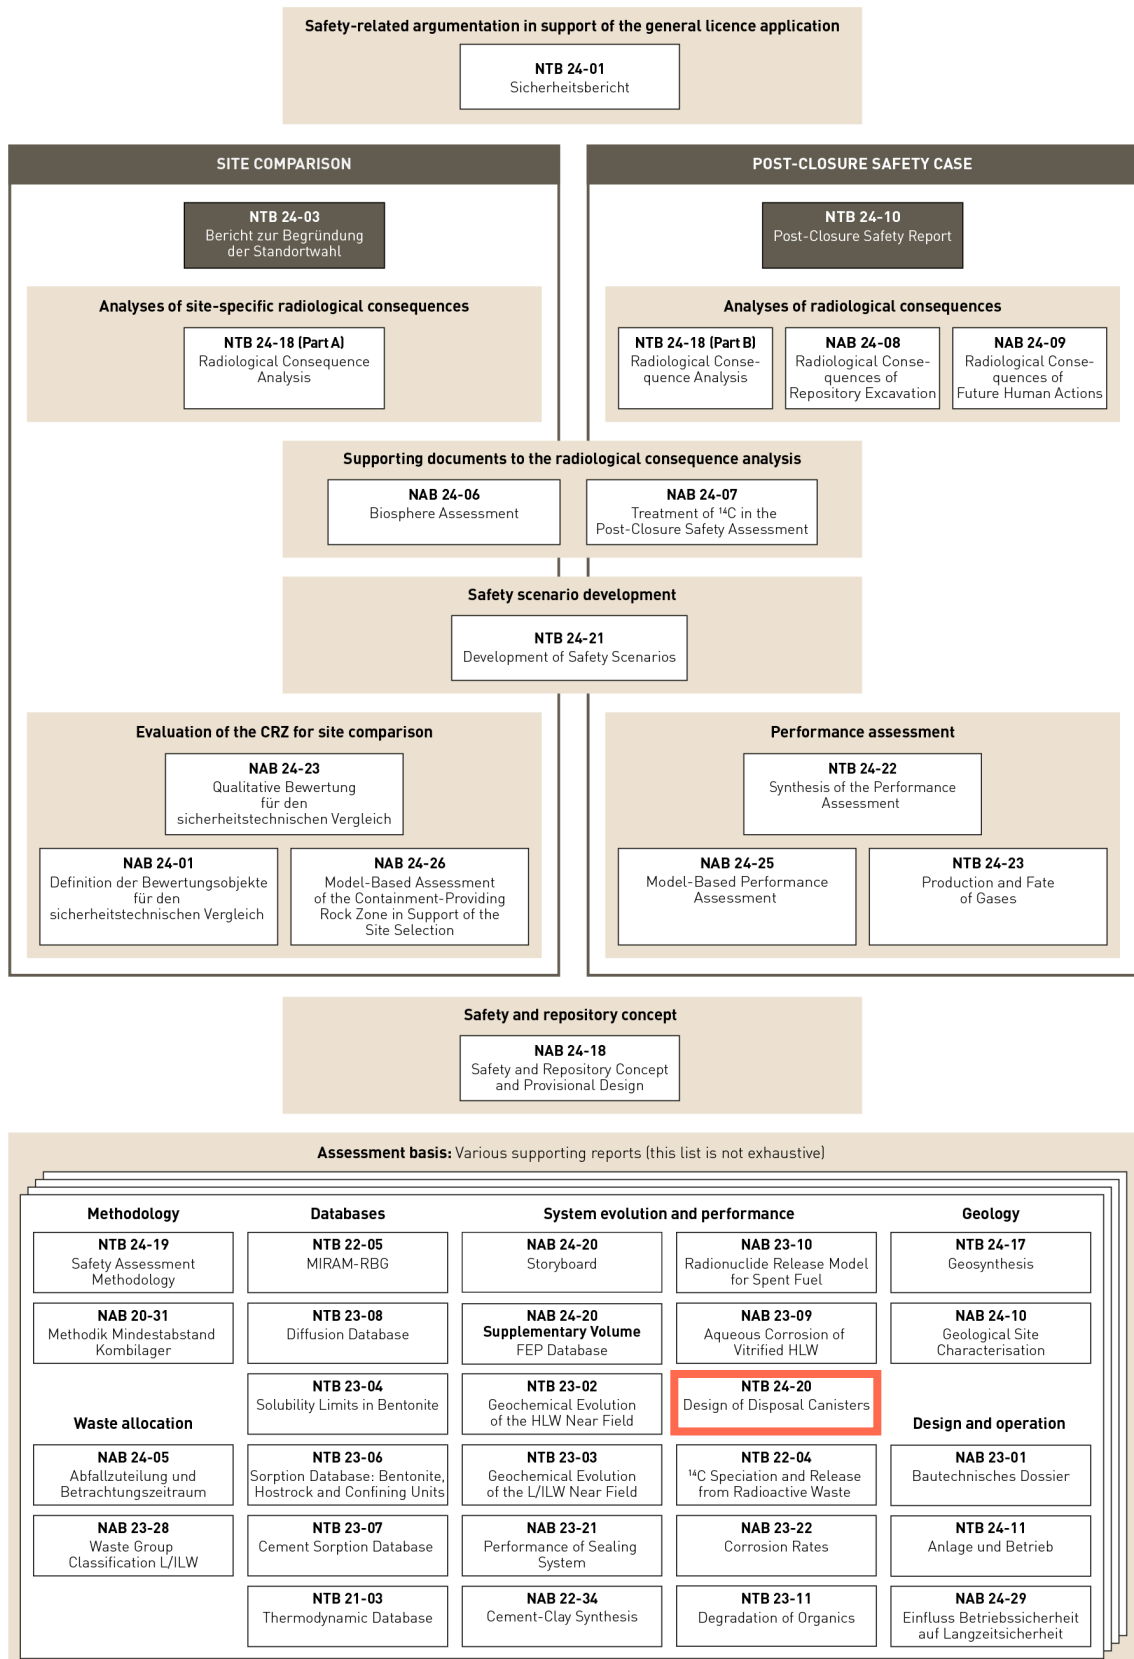 Safety-related argumentation in support of the general licence application
NTB 24-01
Sicherheitsbericht
SITE COMPARISON
NTB 24-03
Bericht zur Begründung
der Standortwahl
Analyses of site-specific radiological consequences
NTB 24-18 (Part A)
Radiological Consequence
Analysis
POST-CLOSURE SAFETY CASE
NTB 24-10
Post-Closure Safety Report
Analyses of radiological consequences
NTB 24-18 (Part B)
Radiological Conse-
quence Analysis
NAB 24-08
Radiological Conse-
quences of
Repository Excavation
NAB 24-09
Radiological Conse-
quences of
Future Human Actions
Supporting documents to the radiological consequence analysis
NAB 24-06
Biosphere Assessment
NAB 24-07
Treatment of ¹⁴C in the
Post-Closure Safety Assessment
Safety scenario development
NTB 24-21
Development of Safety Scenarios
Evaluation of the CRZ for site comparison
NAB 24-23
Qualitative Bewertung
für den
sicherheitstechnischen Vergleich
NAB 24-01
Definition der Bewertungsobjekte
für den
sicherheitstechnischen Vergleich
NAB 24-26
Model-Based Assessment
of the Containment-Providing
Rock Zone in Support of the
Site Selection
Performance assessment
NTB 24-22
Synthesis of the Performance
Assessment
NAB 24-25
Model-Based Performance
Assessment
NTB 24-23
Production and Fate
of Gases
Safety and repository concept
NAB 24-18
Safety and Repository Concept
and Provisional Design
Assessment basis: Various supporting reports (this list is not exhaustive)
Methodology
NTB 24-19
Safety Assessment
Methodology
NAB 20-31
Methodik Mindestabstand
Kombilager
Waste allocation
NAB 24-05
Abfallzuteilung und
Betrachtungszeitraum
NAB 23-28
Waste Group
Classification L/ILW
Databases
NTB 22-05
MIRAM-RBG
NTB 23-08
Diffusion Database
NTB 23-04
Solubility Limits in Bentonite
NTB 23-06
Sorption Database: Bentonite,
Hostrock and Confining Units
NTB 23-07
Cement Sorption Database
NTB 21-03
Thermodynamic Database
System evolution and performance
NAB 24-20
Storyboard
NAB 24-20
Supplementary Volume
FEP Database
NTB 23-02
Geochemical Evolution
of the HLW Near Field
NTB 23-03
Geochemical Evolution
of the L/ILW Near Field
NAB 23-21
Performance of Sealing
System
NAB 22-34
Cement-Clay Synthesis
NAB 23-10
Radionuclide Release Model
for Spent Fuel
NAB 23-09
Aqueous Corrosion of
Vitrified HLW
NTB 24-20
Design of Disposal Canisters
NTB 22-04
¹⁴C Speciation and Release
from Radioactive Waste
NAB 23-22
Corrosion Rates
NTB 23-11
Degradation of Organics
Geology
NTB 24-17
Geosynthesis
NAB 24-10
Geological Site
Characterisation
Design and operation
NAB 23-01
Bautechnisches Dossier
NTB 24-11
Anlage und Betrieb
NAB 24-29
Einfluss Betriebssicherheit
auf Langzeitsicherheit